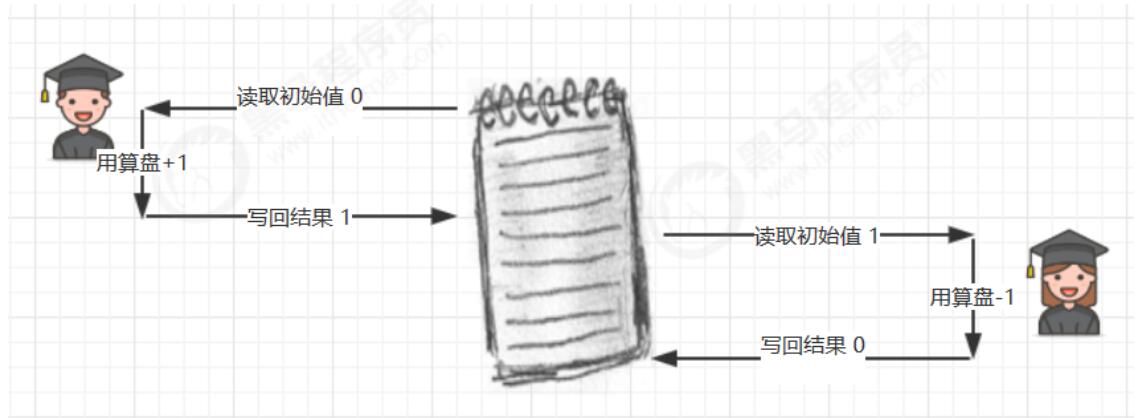 读取初始值 0
用算盘+1
写回结果 1
读取初始值 1
用算盘-1
写回结果 0
黑马程序员
www.itheima.com
黑马程序员
www.itheima.com